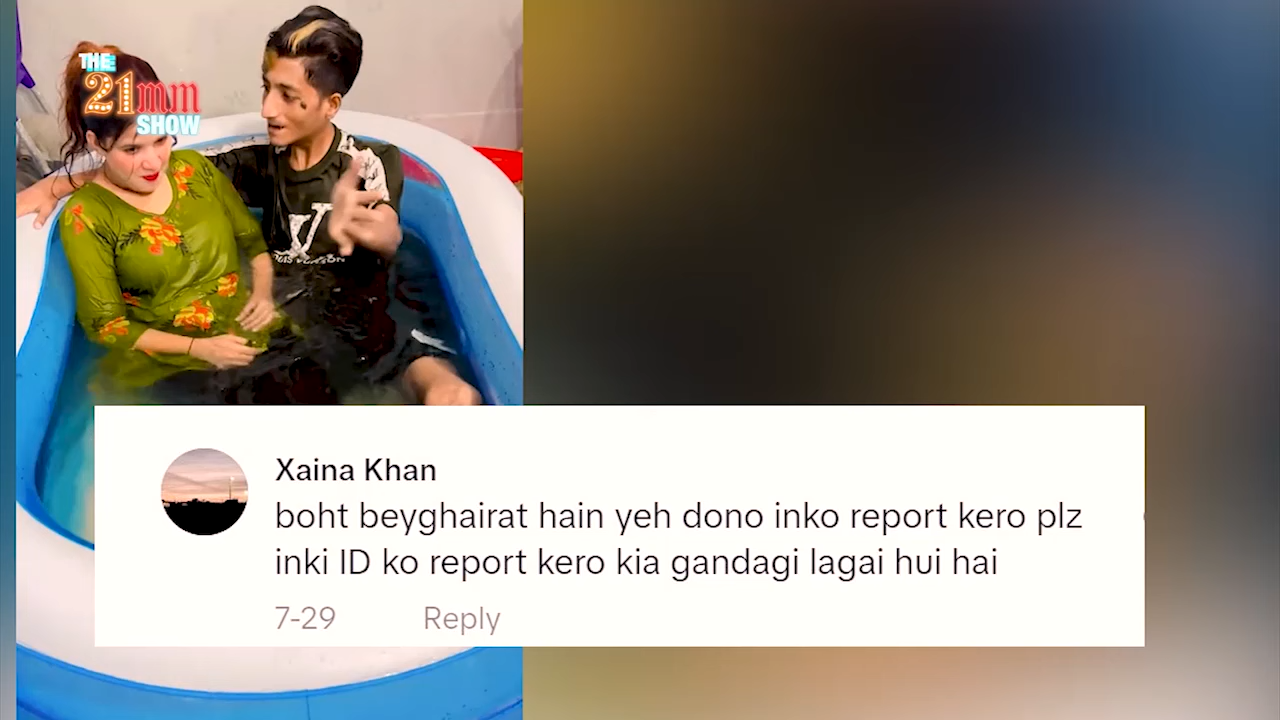 THE
21mm
SHOW
Xaina Khan
boht beyghairat hain yeh dono inko report kero plz
inki ID ko report kero kia gandagi lagai hui hai
7-29 Reply